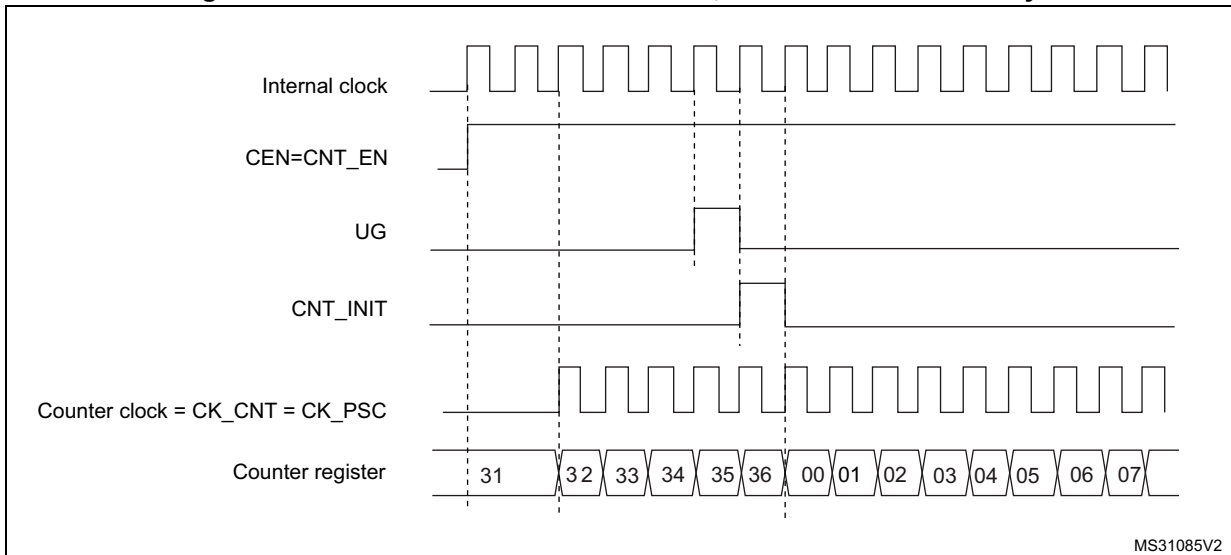 Internal clock
CEN=CNT_EN
UG
CNT_INIT
Counter clock = CK_CNT = CK_PSC
Counter register 31 32 33 34 35 36 00 01 02 03 04 05 06 07
MS31085V2